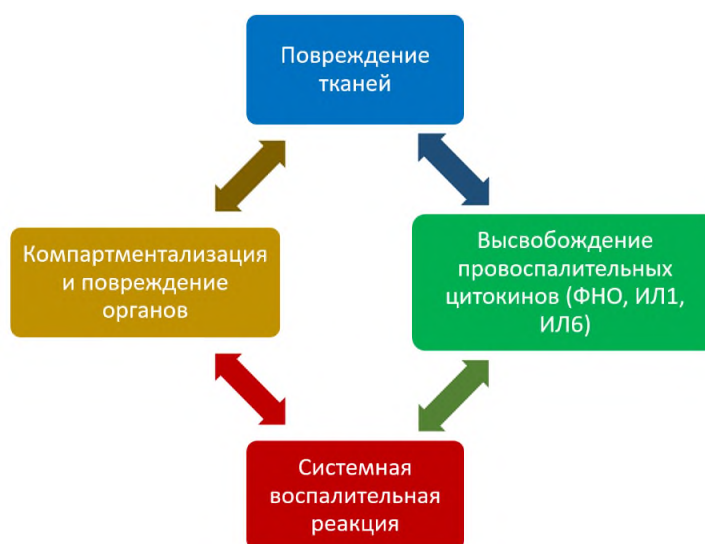 Повреждение
тканей
Компартментализация
и повреждение
органов
Высвобождение
провоспалительных
цитокинов (ФНО, ИЛ1,
ИЛ6)
Системная
воспалительная
реакция